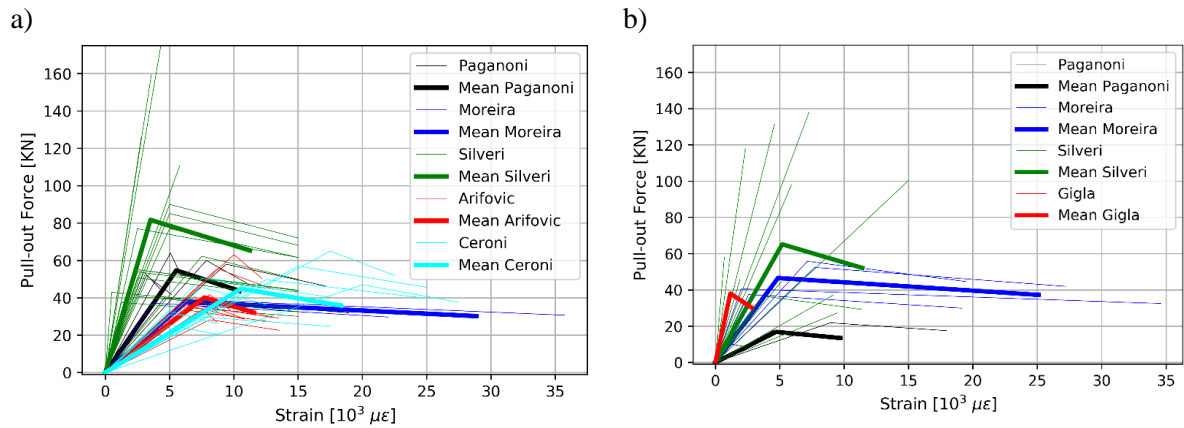 a)
Pull-out Force [KN]
160
140
120
100
80
60
40
20
0
0 5 10 15 20 25 30 35
Strain [10³ με]
Paganoni
Mean Paganoni
Moreira
Mean Moreira
Silveri
Mean Silveri
Arifovic
Mean Arifovic
Ceroni
Mean Ceroni
b)
Pull-out Force [KN]
160
140
120
100
80
60
40
20
0
0 5 10 15 20 25 30 35
Strain [10³ με]
Paganoni
Mean Paganoni
Moreira
Mean Moreira
Silveri
Mean Silveri
Gigla
Mean Gigla